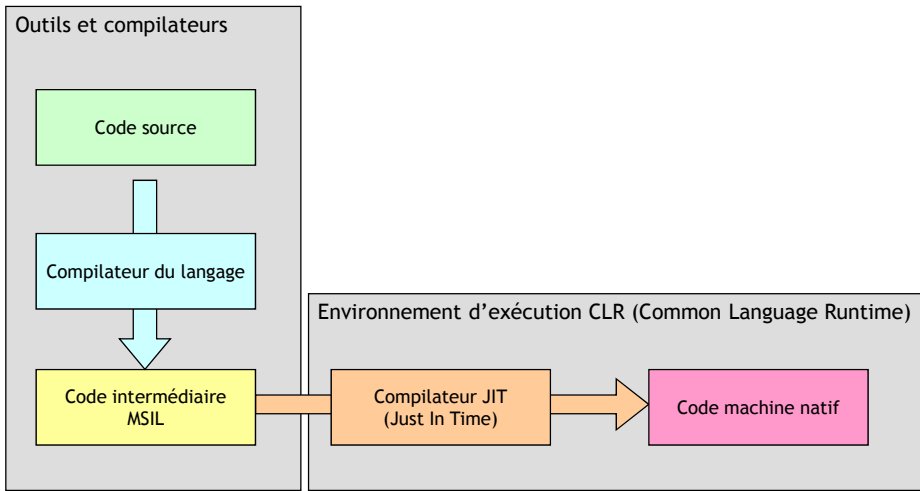 Outils et compilateurs
Code source
Compilateur du langage
Environnement d'exécution CLR (Common Language Runtime)
Code intermédiaire
MSIL
Compilateur JIT
(Just In Time)
Code machine natif